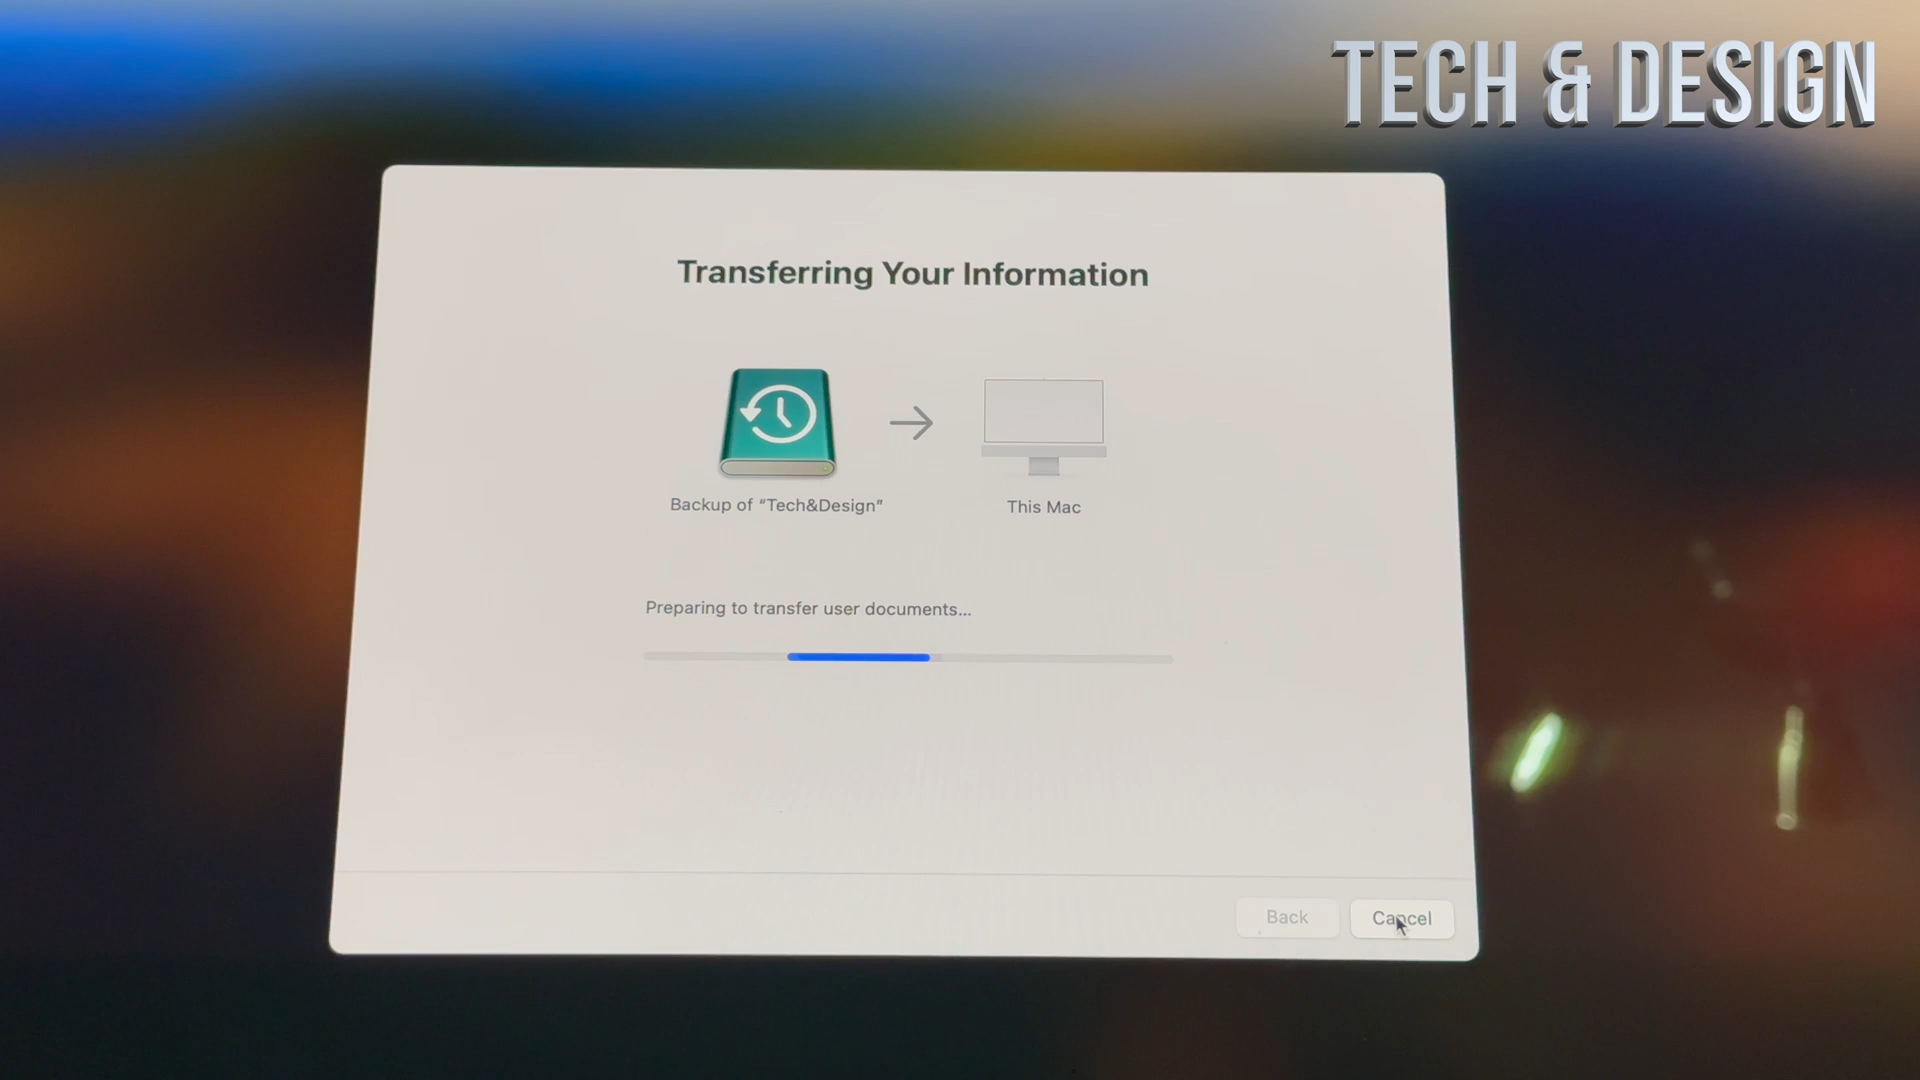 TECH & DESIGN
Transferring Your Information
Backup of “Tech&Design”
This Mac
Preparing to transfer user documents...
Back
Cancel